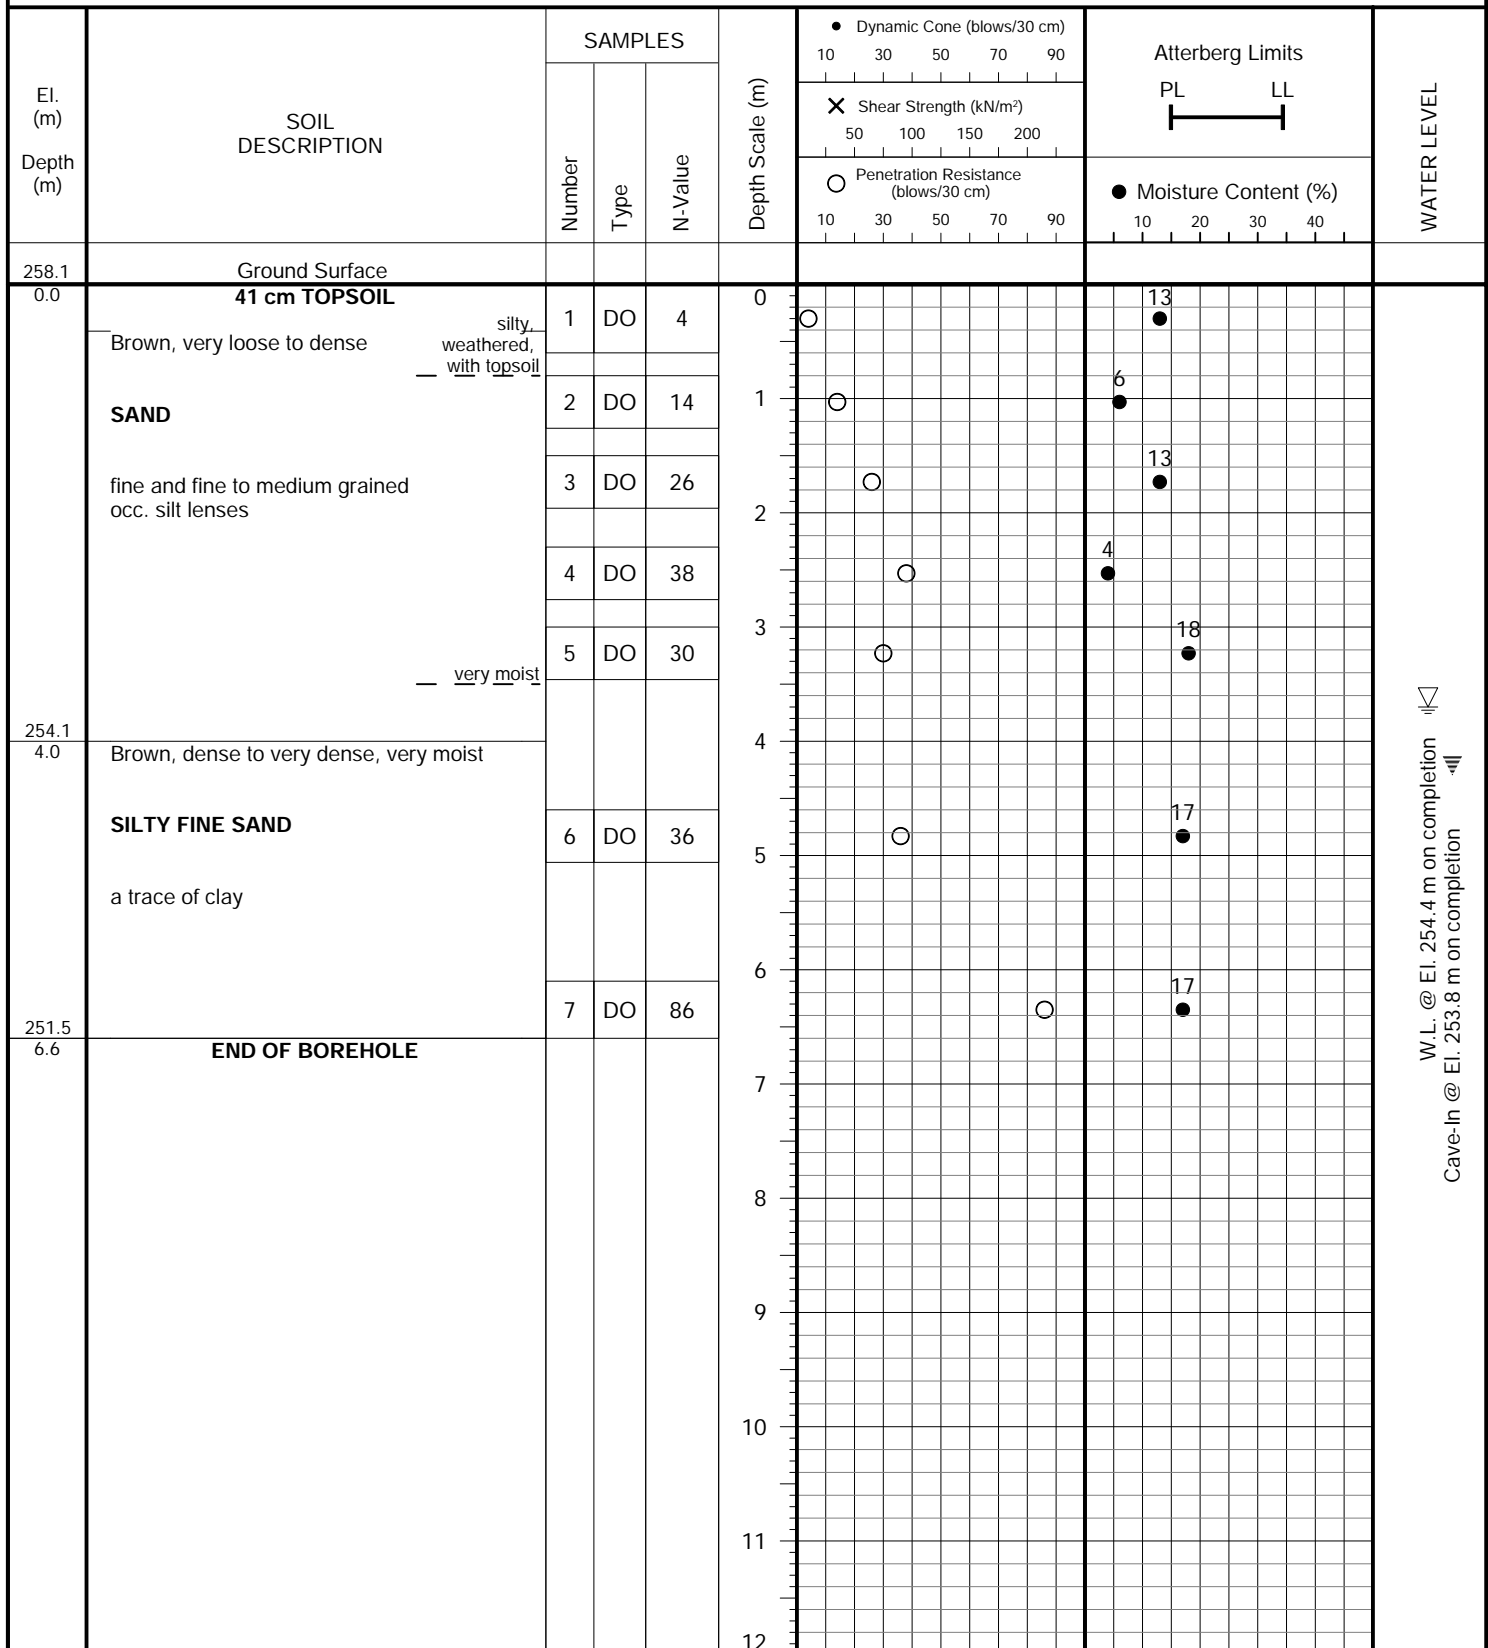 El.
(m)
Depth
(m)
SOIL
DESCRIPTION
SAMPLES
Number
Type
N-Value
Depth Scale (m)
Dynamic Cone (blows/30 cm)
10 30 50 70 90
Shear Strength (kN/m²)
50 100 150 200
Penetration Resistance
(blows/30 cm)
10 30 50 70 90
Atterberg Limits
PL LL
Moisture Content (%)
10 20 30 40
WATER LEVEL
258.1 Ground Surface
0.0 41 cm TOPSOIL 0 13
silty, 1 DO 4
Brown, very loose to dense weathered,
with topsoil
6
SAND 2 DO 14 1
13
fine and fine to medium grained 3 DO 26
occ. silt lenses 2
4
4 DO 38
3 18
5 DO 30
very moist
254.1
4.0 Brown, dense to very dense, very moist 4
17
SILTY FINE SAND 6 DO 36
5
a trace of clay
6
17
7 DO 86
251.5
6.6 END OF BOREHOLE
7
8
9
10
11
12
W.L. @ El. 254.4 m on completion
Cave-In @ El. 253.8 m on completion